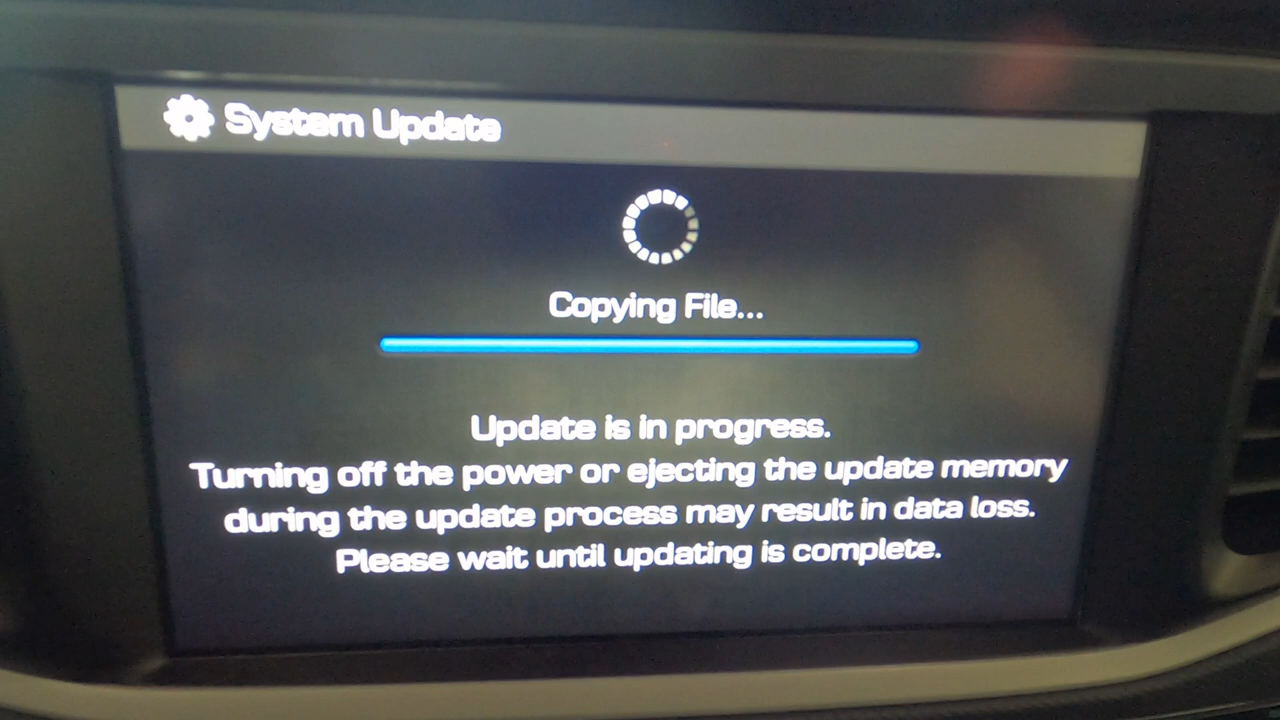 System Update
Copying File...
Update is in progress.
Turning off the power or ejecting the update memory
during the update process may result in data loss.
Please wait until updating is complete.